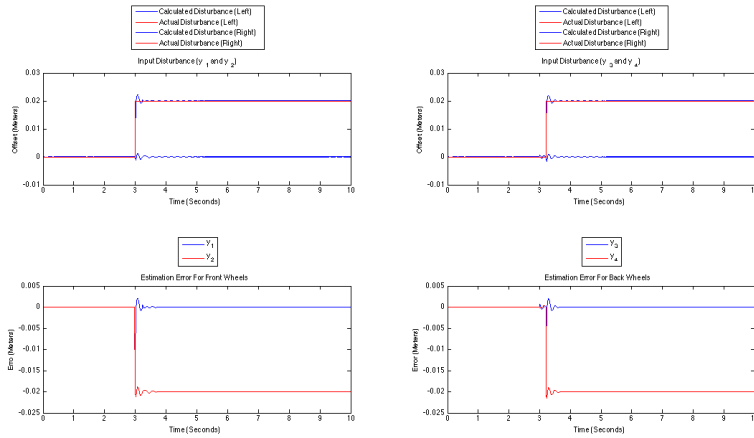 Calculated Disturbance (Left)
Actual Disturbance (Left)
Calculated Disturbance (Right)
Actual Disturbance (Right)
Input Disturbance (y 1 and y 2)
0.03
0.02
0.01
0
-0.01
Offset (Meters)
0 1 2 3 4 5 6 7 8 9 10
Time (Seconds)
Calculated Disturbance (Left)
Actual Disturbance (Left)
Calculated Disturbance (Right)
Actual Disturbance (Right)
Input Disturbance (y 3 and y 4)
0.03
0.02
0.01
0
-0.01
Offset (Meters)
0 1 2 3 4 5 6 7 8 9 10
Time (Seconds)
y1
y2
Estimation Error For Front Wheels
0.005
0
-0.005
-0.01
-0.015
-0.02
-0.025
Erro (Meters)
0 1 2 3 4 5 6 7 8 9 10
Time (Seconds)
y3
y4
Estimation Error For Back Wheels
0.005
0
-0.005
-0.01
-0.015
-0.02
-0.025
Error (Meters)
0 1 2 3 4 5 6 7 8 9 10
Time (Seconds)